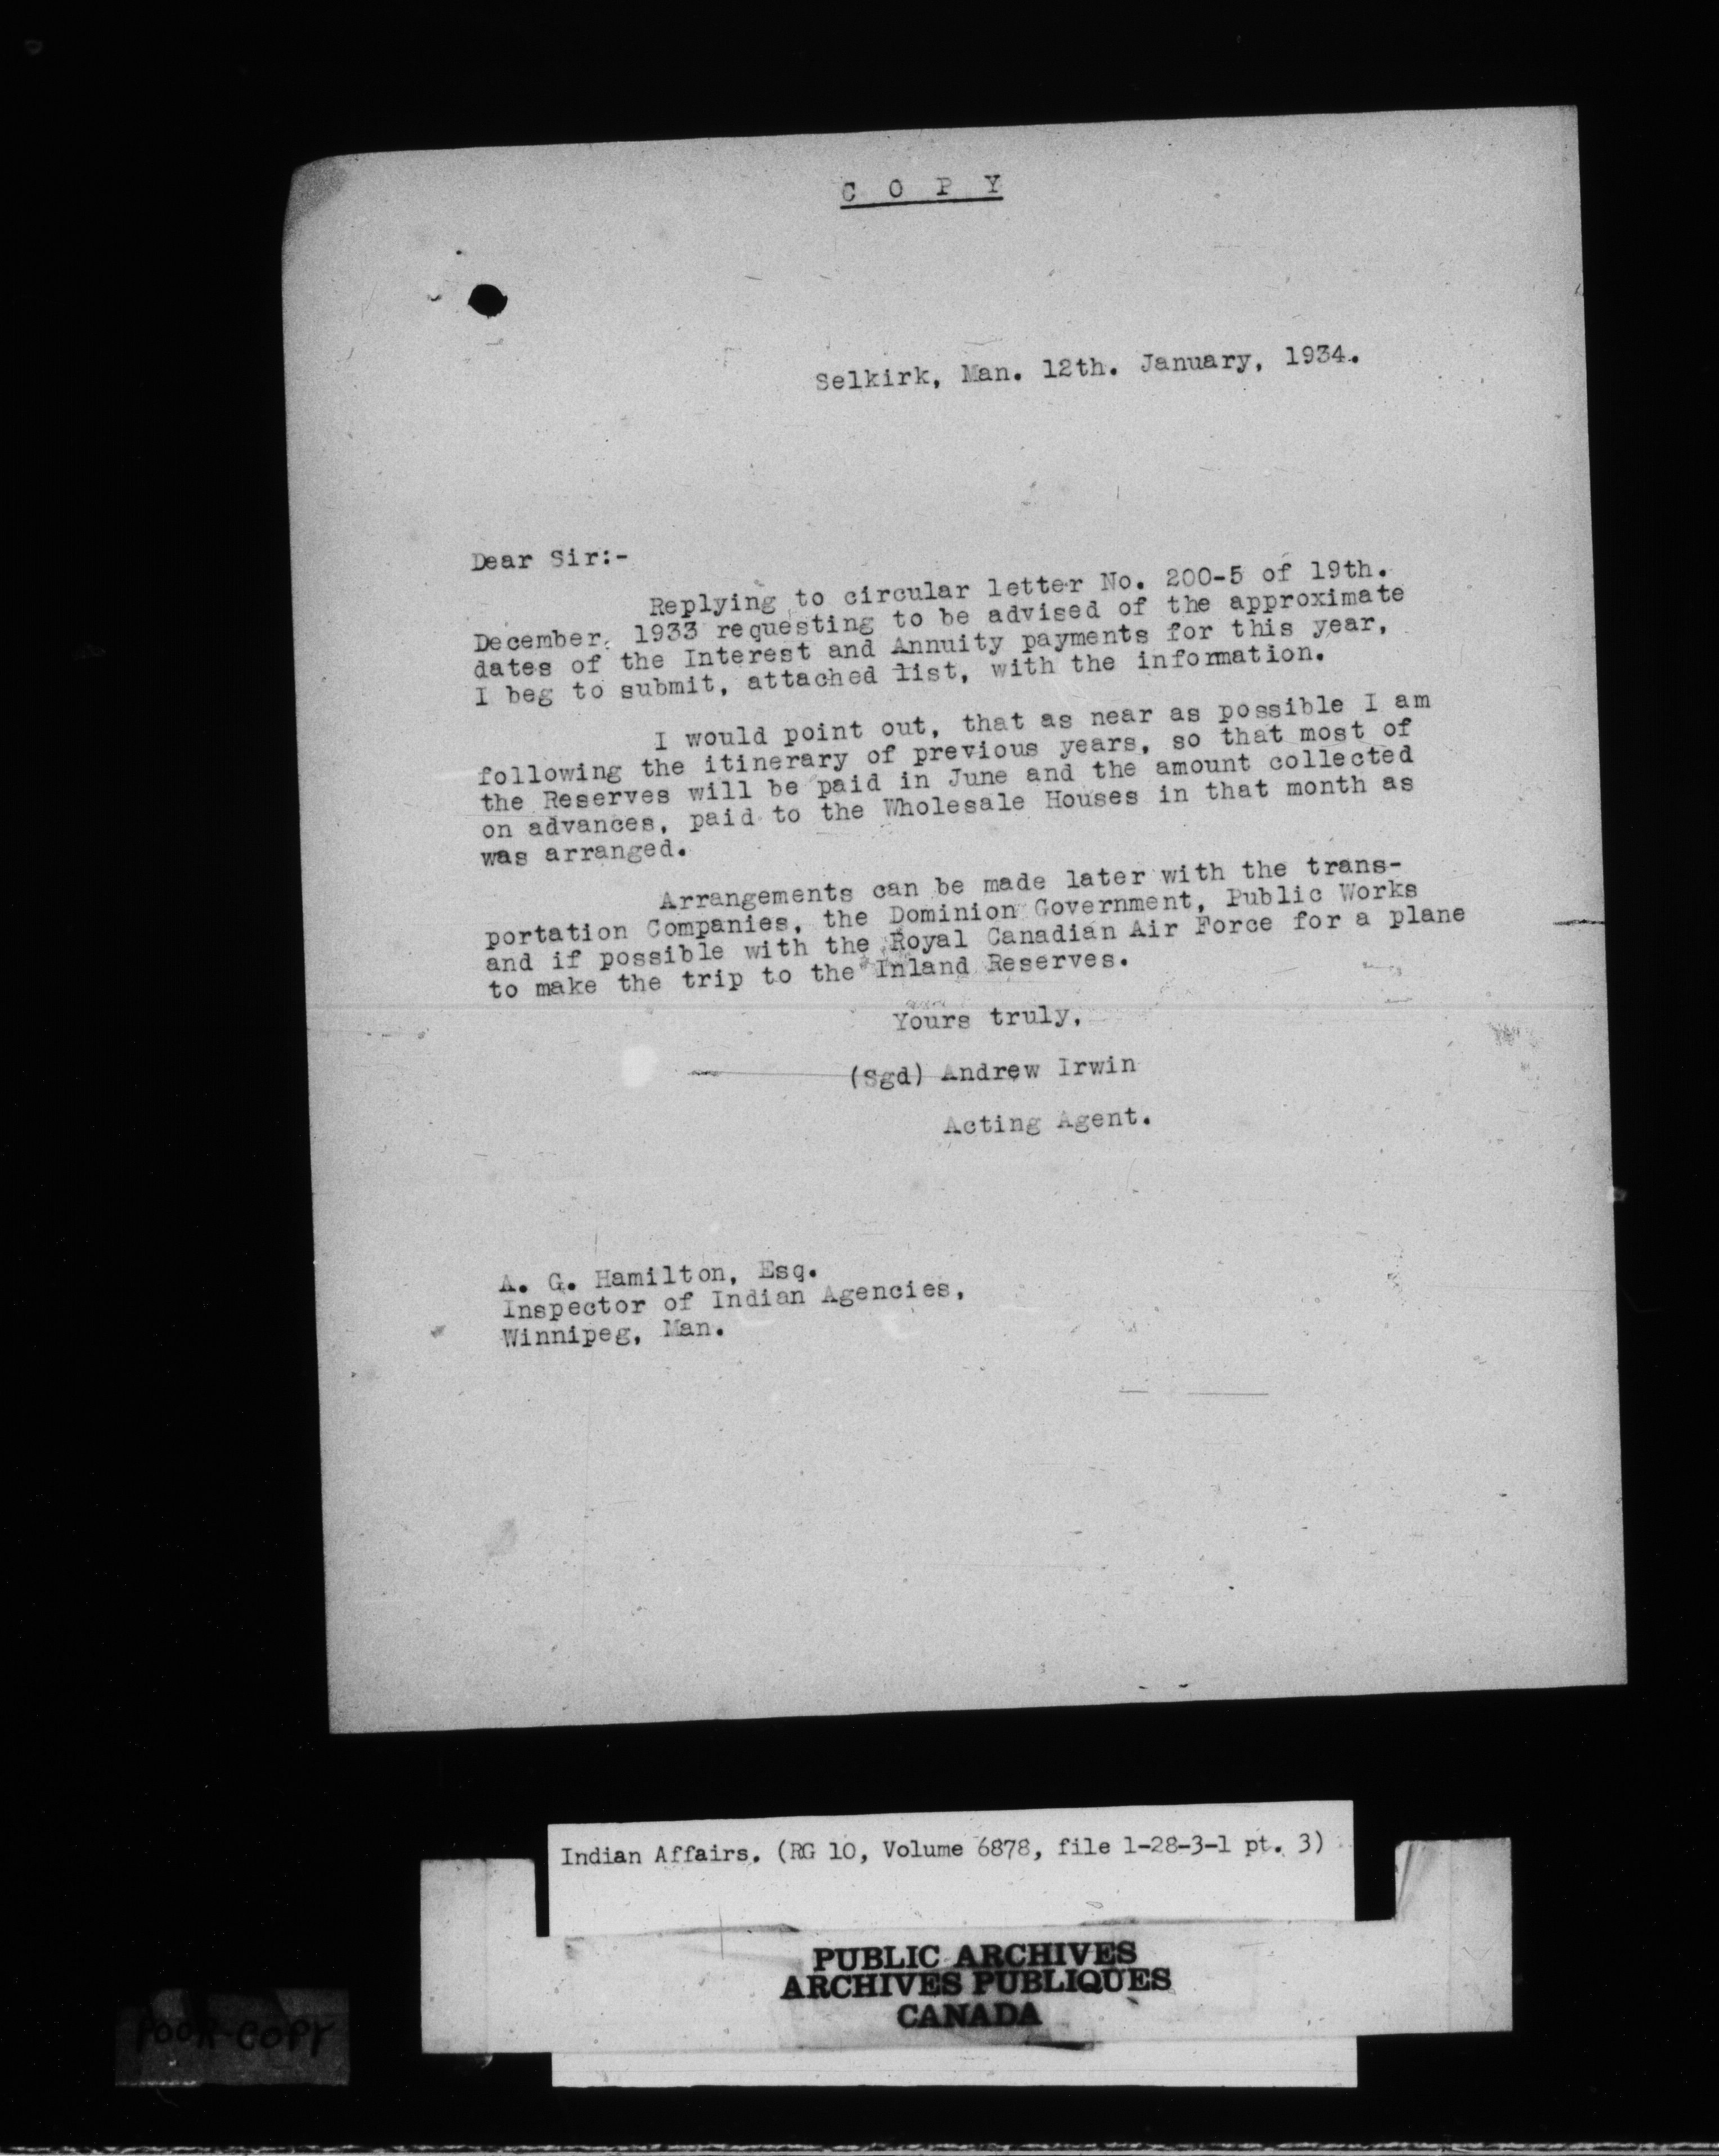 C O P Y
Selkirk, Man. 12th. January, 1934.
Dear Sir:-
Replying to circular letter No. 200-5 of 19th.
December, 1933 requesting to be advised of the approximate
dates of the Interest and Annuity payments for this year,
I beg to submit, attached list, with the information.
I would point out, that as near as possible I am
following the itinerary of previous years, so that most of
the Reserves will be paid in June and the amount collected
on advances, paid to the Wholesale Houses in that month as
was arranged.
Arrangements can be made later with the trans-
portation Companies, the Dominion Government, Public Works
and if possible with the Royal Canadian Air Force for a plane
to make the trip to the Inland Reserves.
Yours truly,
(Sgd) Andrew Irwin
Acting Agent.
A. G. Hamilton, Esq.
Inspector of Indian Agencies,
Winnipeg, Man.
Indian Affairs. (RG 10, Volume 6878, file 1-28-3-1 pt. 3)
PUBLIC ARCHIVES
ARCHIVES PUBLIQUES
CANADA
POOR COPY